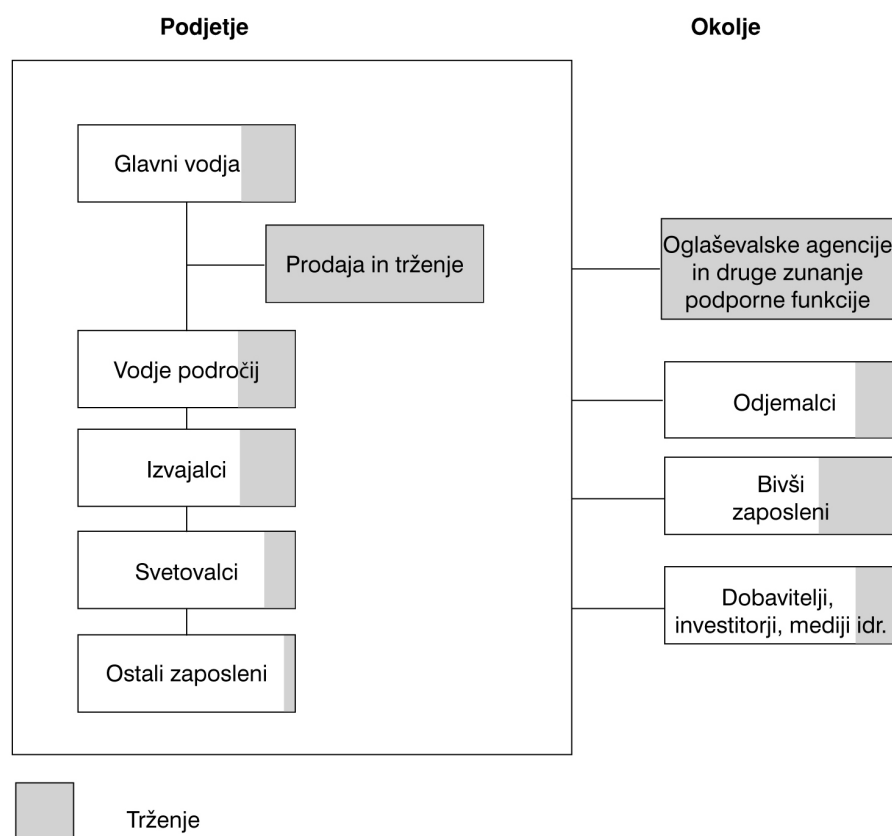 Podjetje
Okolje
Glavni vodja
Prodaja in trženje
Vodje področij
Izvajalci
Svetovalci
Ostali zaposleni
Oglaševalske agencije
in druge zunanje
podporne funkcije
Odjemalci
Bivši
zaposleni
Dobavitelji,
investitorji, mediji idr.
Trženje